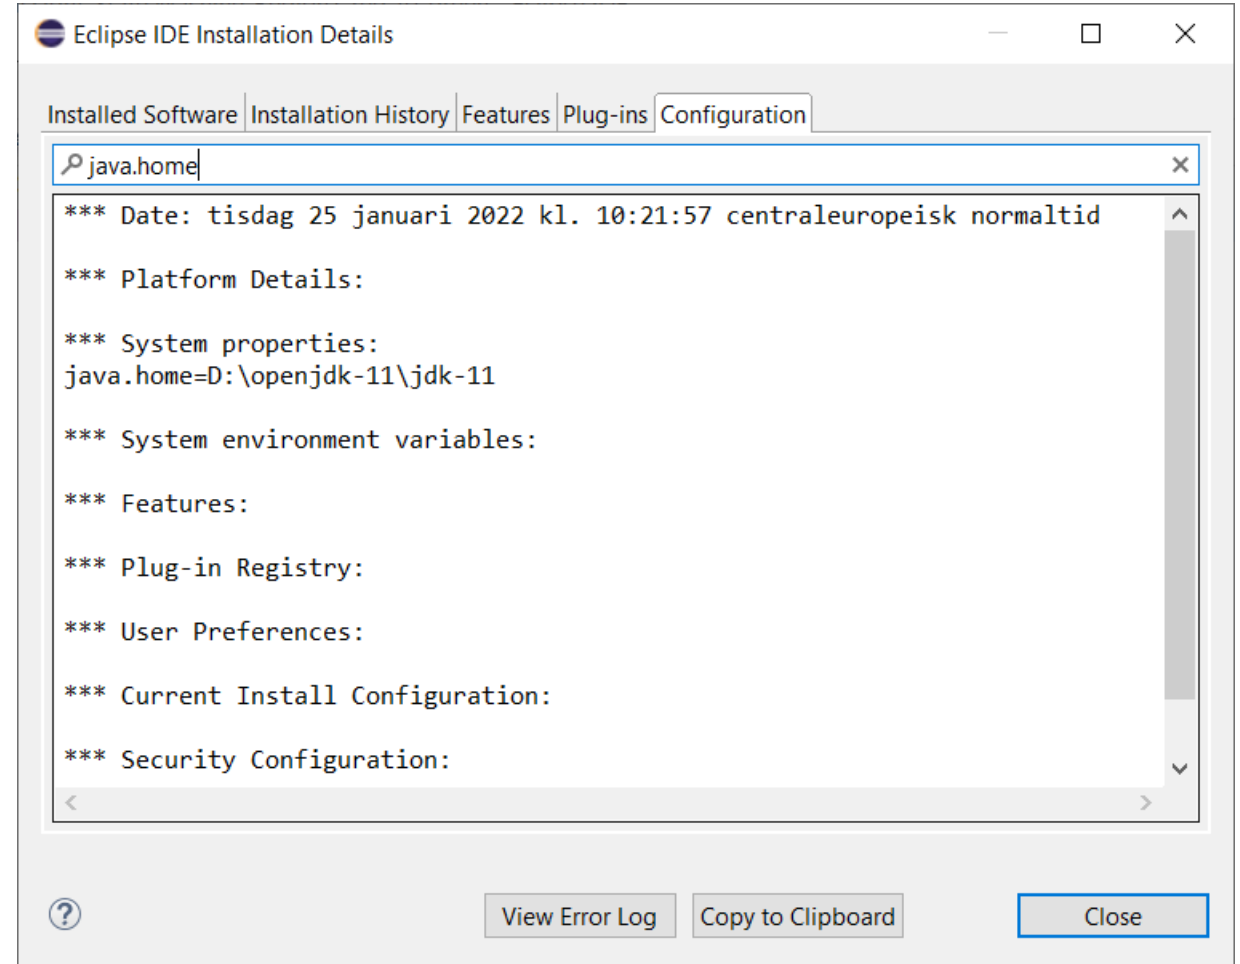 Eclipse IDE Installation Details
Installed Software Installation History Features Plug-ins Configuration
java.home
*** Date: tisdag 25 januari 2022 kl. 10:21:57 centraleuropeisk normaltid
*** Platform Details:
*** System properties:
java.home=D:\openjdk-11\jdk-11
*** System environment variables:
*** Features:
*** Plug-in Registry:
*** User Preferences:
*** Current Install Configuration:
*** Security Configuration:
? View Error Log Copy to Clipboard Close